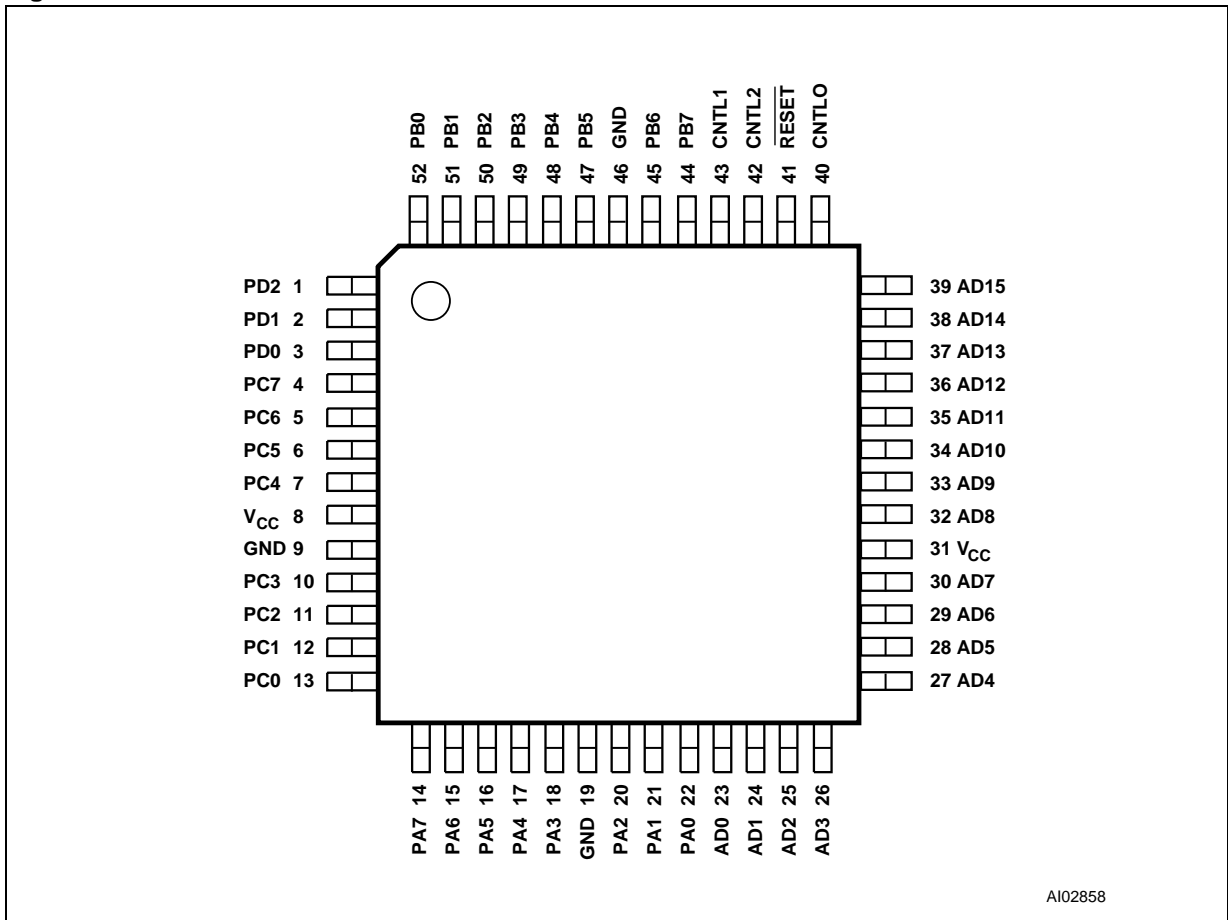 52 PB0
51 PB1
50 PB2
49 PB3
48 PB4
47 PB5
46 GND
45 PB6
44 PB7
43 CNTL1
42 CNTL2
41 RESET
40 CNTLO
PD2 1
PD1 2
PD0 3
PC7 4
PC6 5
PC5 6
PC4 7
VCC 8
GND 9
PC3 10
PC2 11
PC1 12
PC0 13
39 AD15
38 AD14
37 AD13
36 AD12
35 AD11
34 AD10
33 AD9
32 AD8
31 VCC
30 AD7
29 AD6
28 AD5
27 AD4
PA7 14
PA6 15
PA5 16
PA4 17
PA3 18
GND 19
PA2 20
PA1 21
PA0 22
AD0 23
AD1 24
AD2 25
AD3 26
AI02858